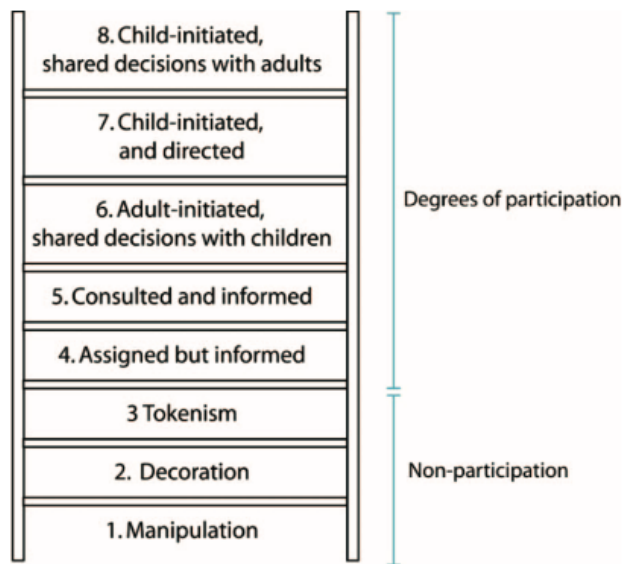 8. Child-initiated,
shared decisions with adults
7. Child-initiated,
and directed
6. Adult-initiated,
shared decisions with children
5. Consulted and informed
4. Assigned but informed
3 Tokenism
2. Decoration
1. Manipulation
Degrees of participation
Non-participation